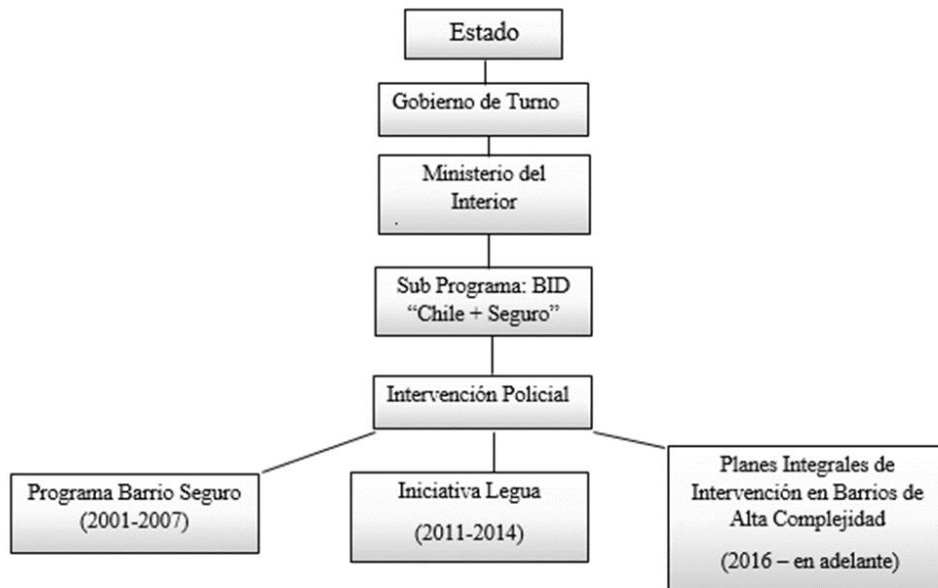 Estado
Gobierno de Turno
Ministerio del
Interior
.
Sub Programa: BID
“Chile + Seguro”
Intervención Policial
Programa Barrio Seguro
(2001-2007)
Iniciativa Legua
(2011-2014)
Planes Integrales de
Intervención en Barrios de
Alta Complejidad
(2016 – en adelante)